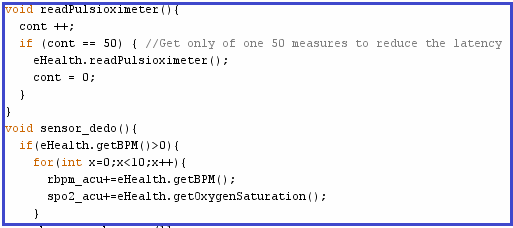 void readPulsioximeter(){
cont ++;
if (cont == 50) { //Get only of one 50 measures to reduce the latency
eHealth.readPulsioximeter();
cont = 0;
}
}
void sensor_dedo(){
if(eHealth.getBPM()>0){
for(int x=0;x<10;x++){
rbpm_acu+=eHealth.getBPM();
spo2_acu+=eHealth.getOxygenSaturation();
}